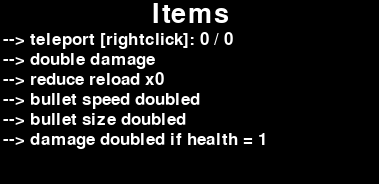 Items
--> teleport [rightclick]: 0 / 0
--> double damage
--> reduce reload x0
--> bullet speed doubled
--> bullet size doubled
--> damage doubled if health = 1